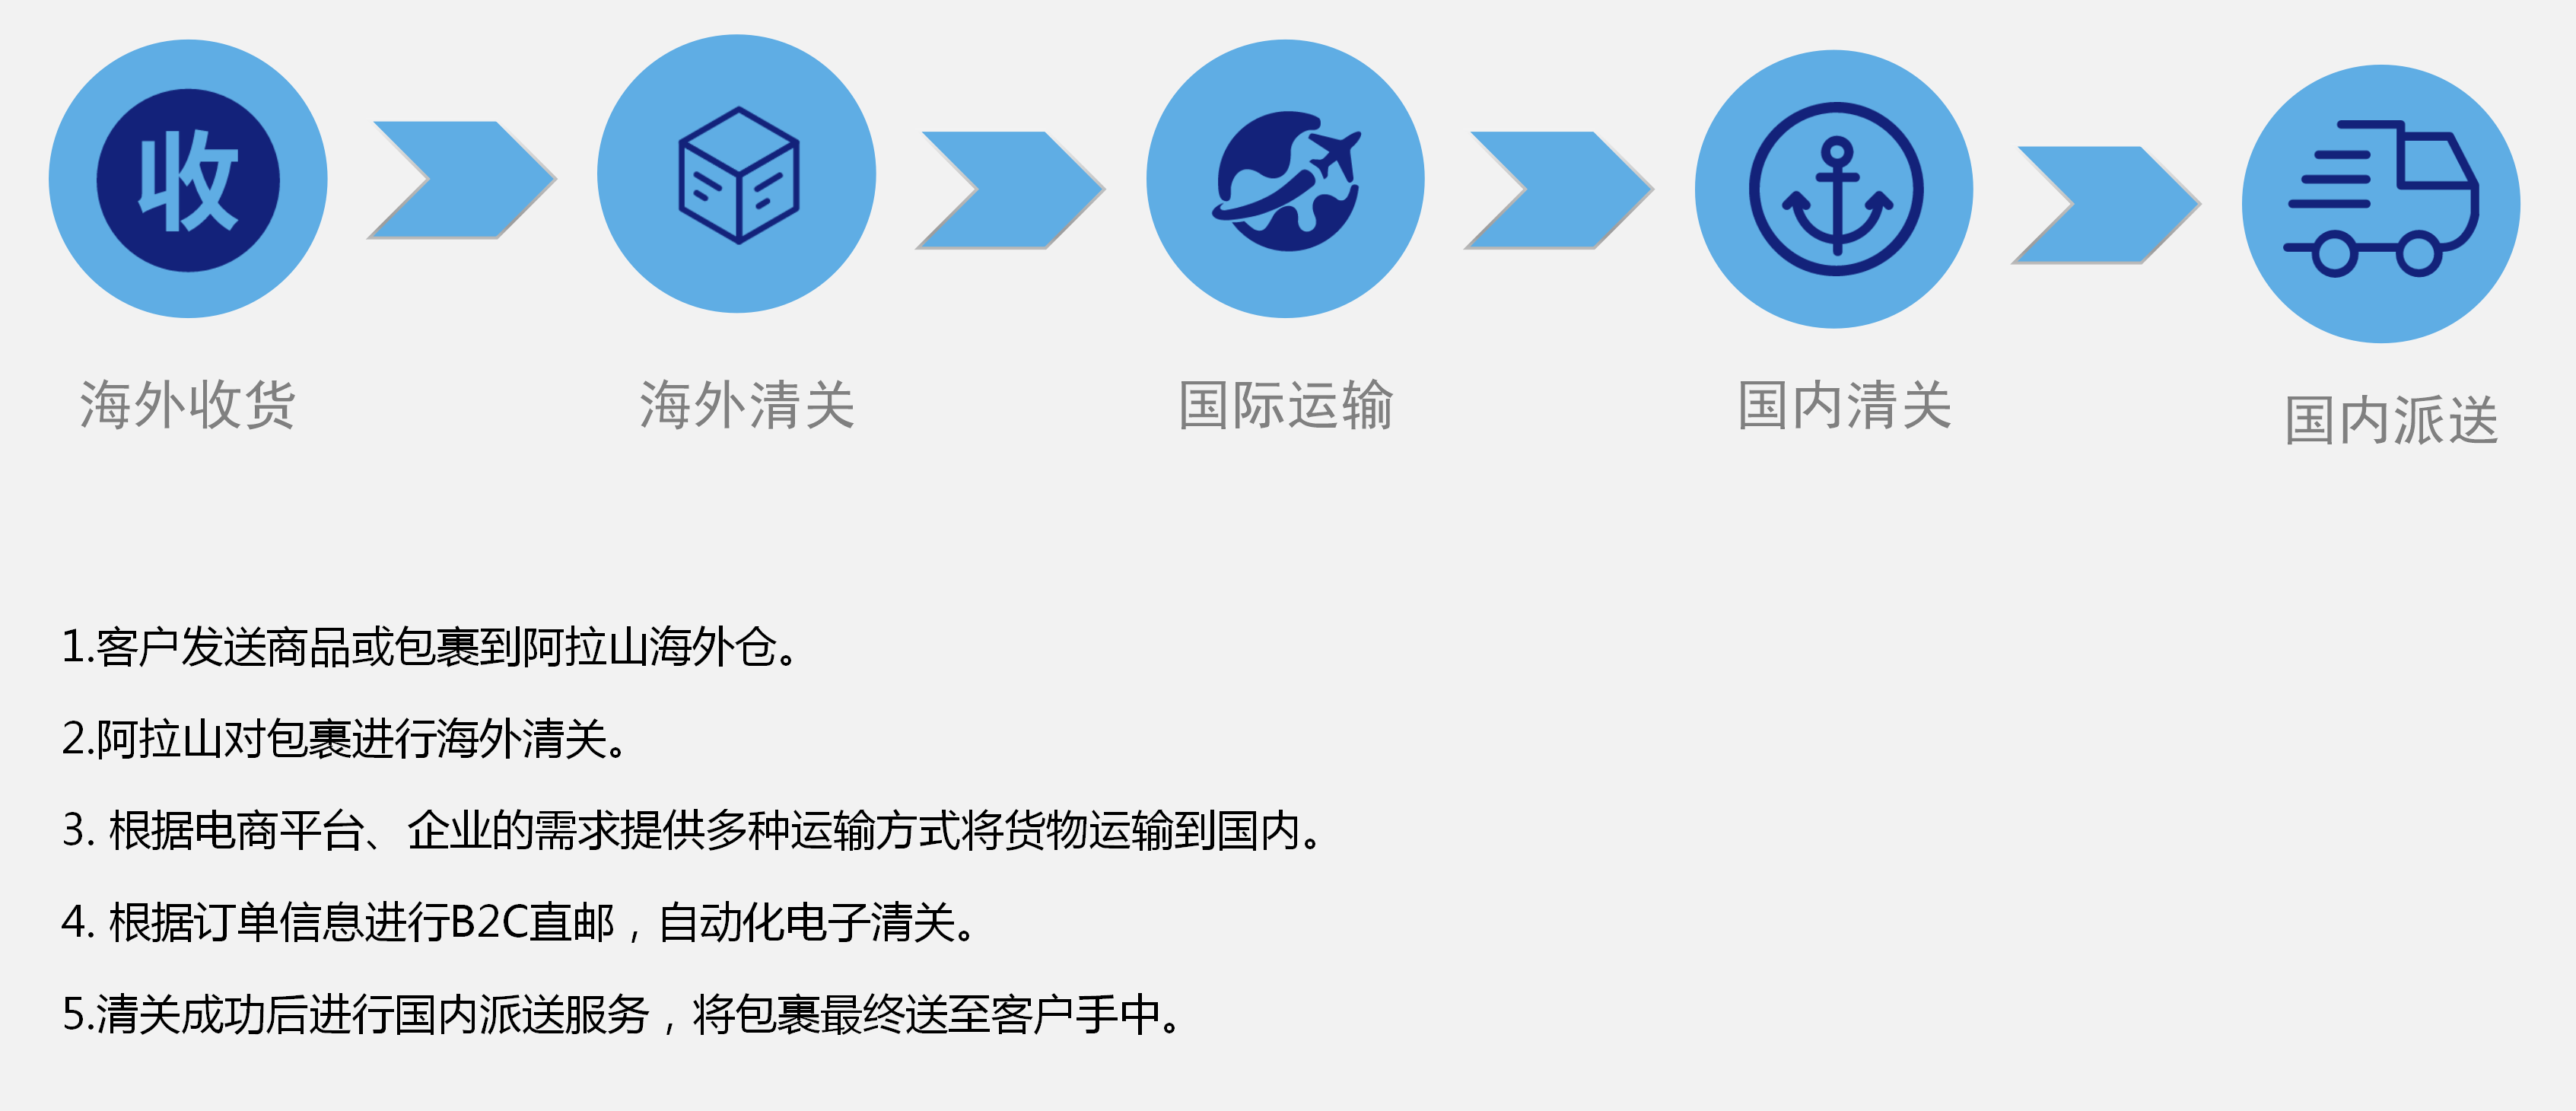 收
海外收货
海外清关
国际运输
国内清关
国内派送
1.客户发送商品或包裹到阿拉山海外仓。
2.阿拉山对包裹进行海外清关。
3. 根据电商平台、企业的需求提供多种运输方式将货物运输到国内。
4. 根据订单信息进行B2C直邮，自动化电子清关。
5.清关成功后进行国内派送服务，将包裹最终送至客户手中。